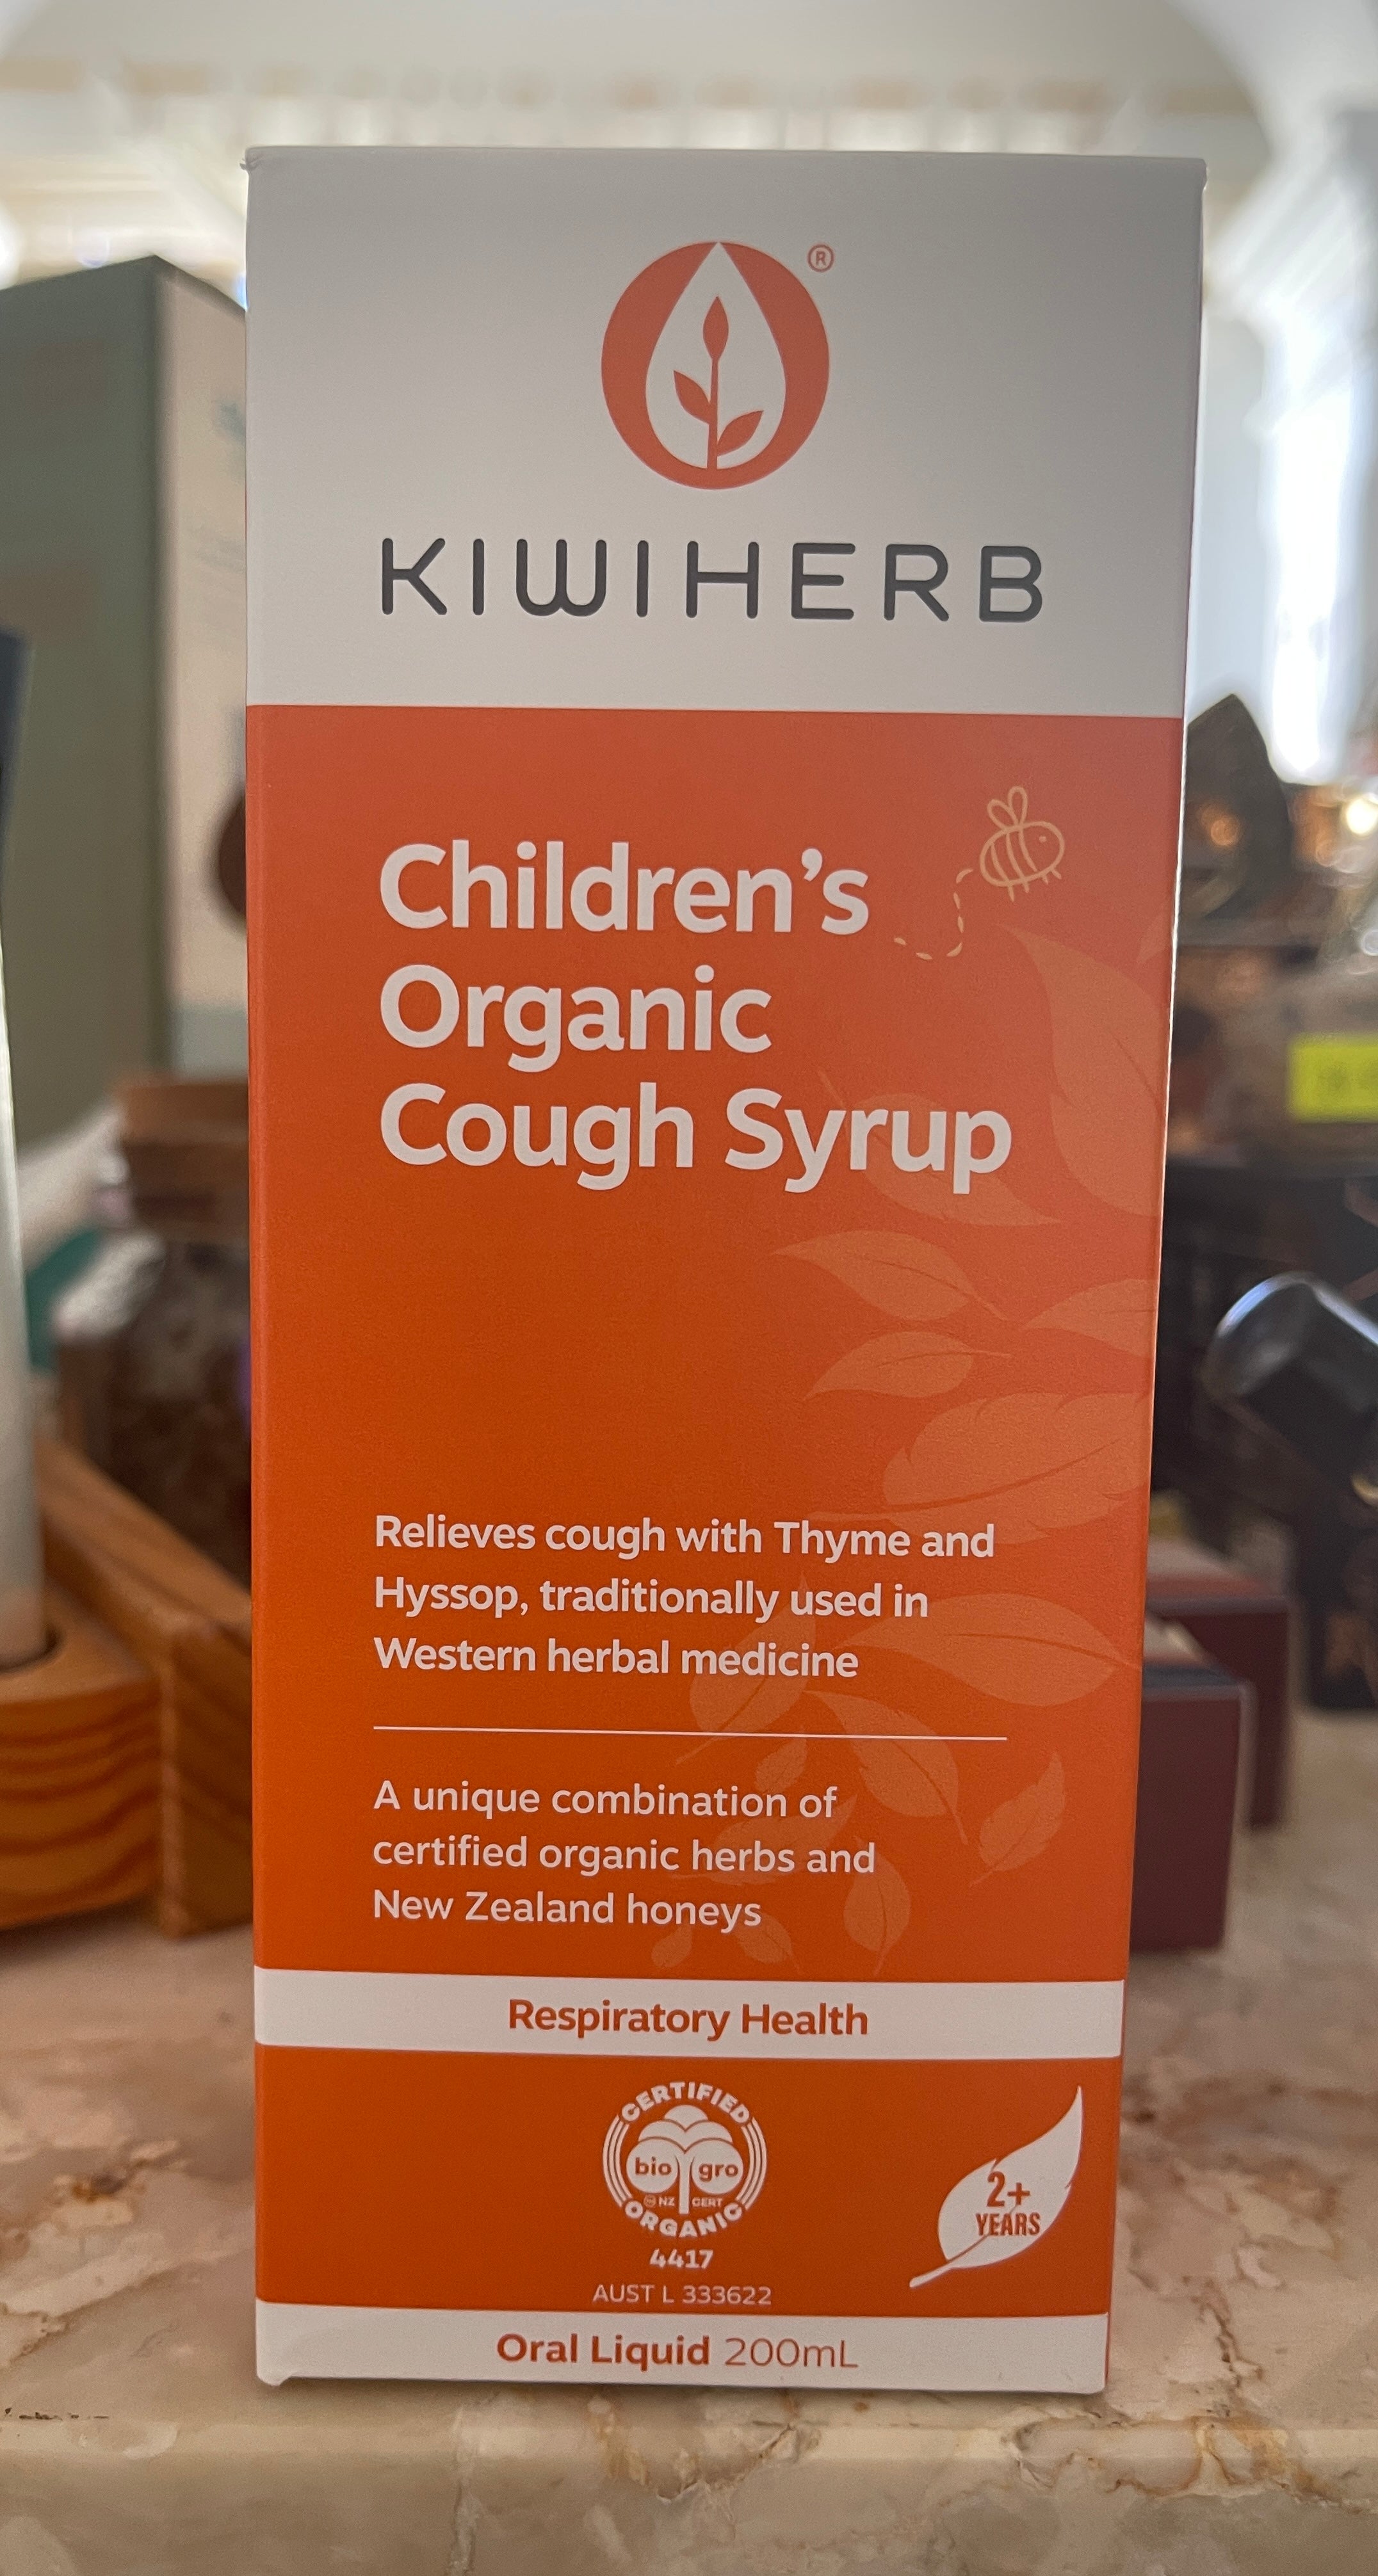 ®
KIWIHERB
Children's
Organic
Cough Syrup
Relieves cough with Thyme and
Hyssop, traditionally used in
Western herbal medicine
A unique combination of
certified organic herbs and
New Zealand honeys
Respiratory Health
CERTIFIED
bio gro
NZ CERT
ORGANIC
4417
AUST L 333622
2+
YEARS
Oral Liquid 200mL